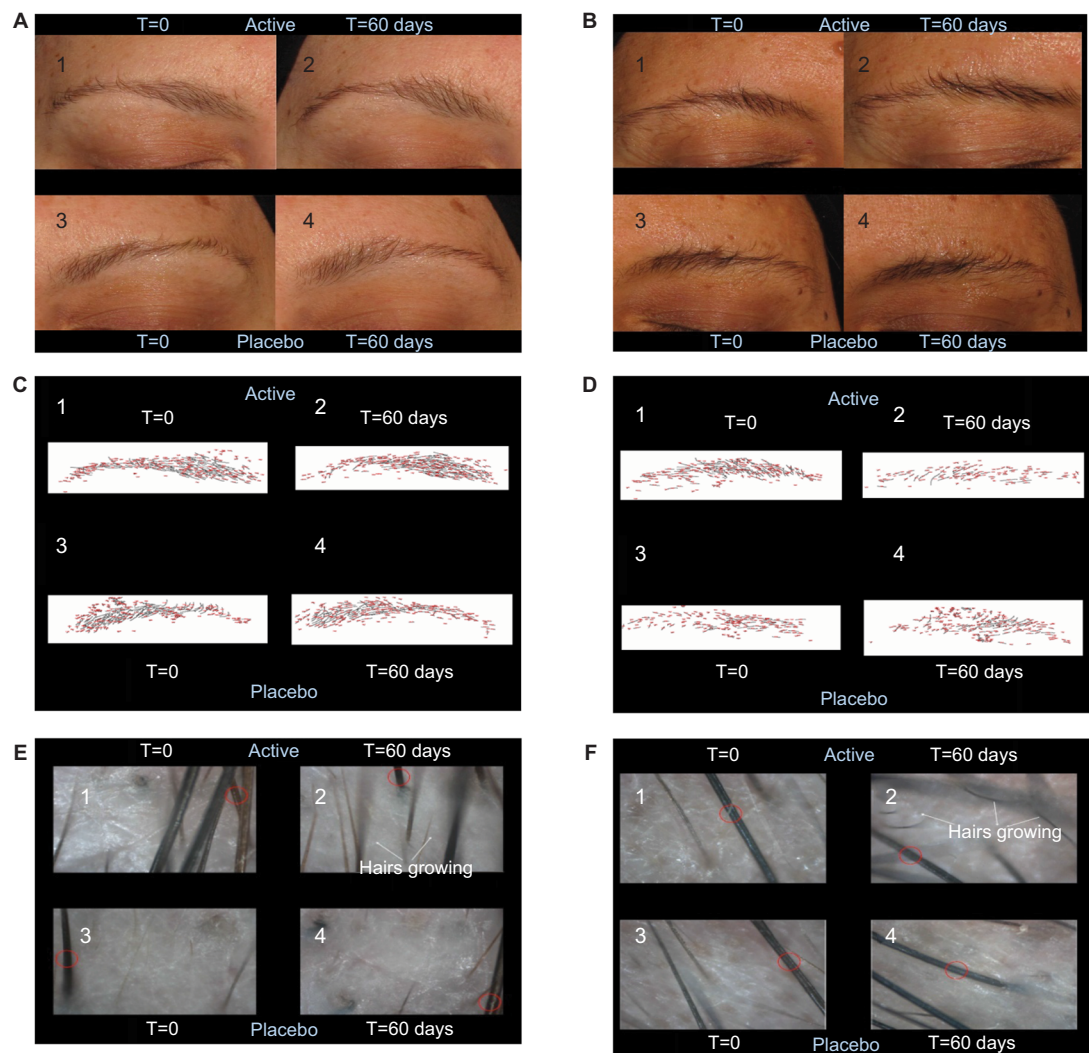 A
T=0 Active T=60 days
1 2
3 4
T=0 Placebo T=60 days
B
T=0 Active T=60 days
1 2
3 4
T=0 Placebo T=60 days
C
Active
1 2
T=0 T=60 days
3 4
T=0 T=60 days
Placebo
D
Active
1 2
T=0 T=60 days
3 4
T=0 T=60 days
Placebo
E
T=0 Active T=60 days
1 2
Hairs growing
3 4
T=0 Placebo T=60 days
F
T=0 Active T=60 days
1 2
Hairs growing
3 4
T=0 Placebo T=60 days